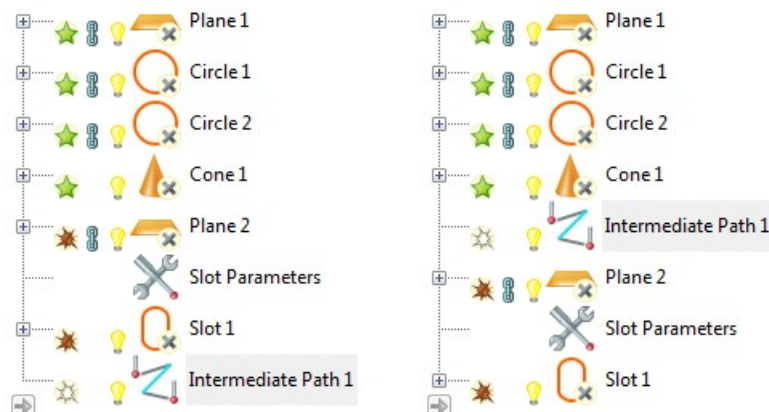 Plane 1
Circle 1
Circle 2
Cone 1
Plane 2
Slot Parameters
Slot 1
Intermediate Path 1
Plane 1
Circle 1
Circle 2
Cone 1
Intermediate Path 1
Plane 2
Slot Parameters
Slot 1